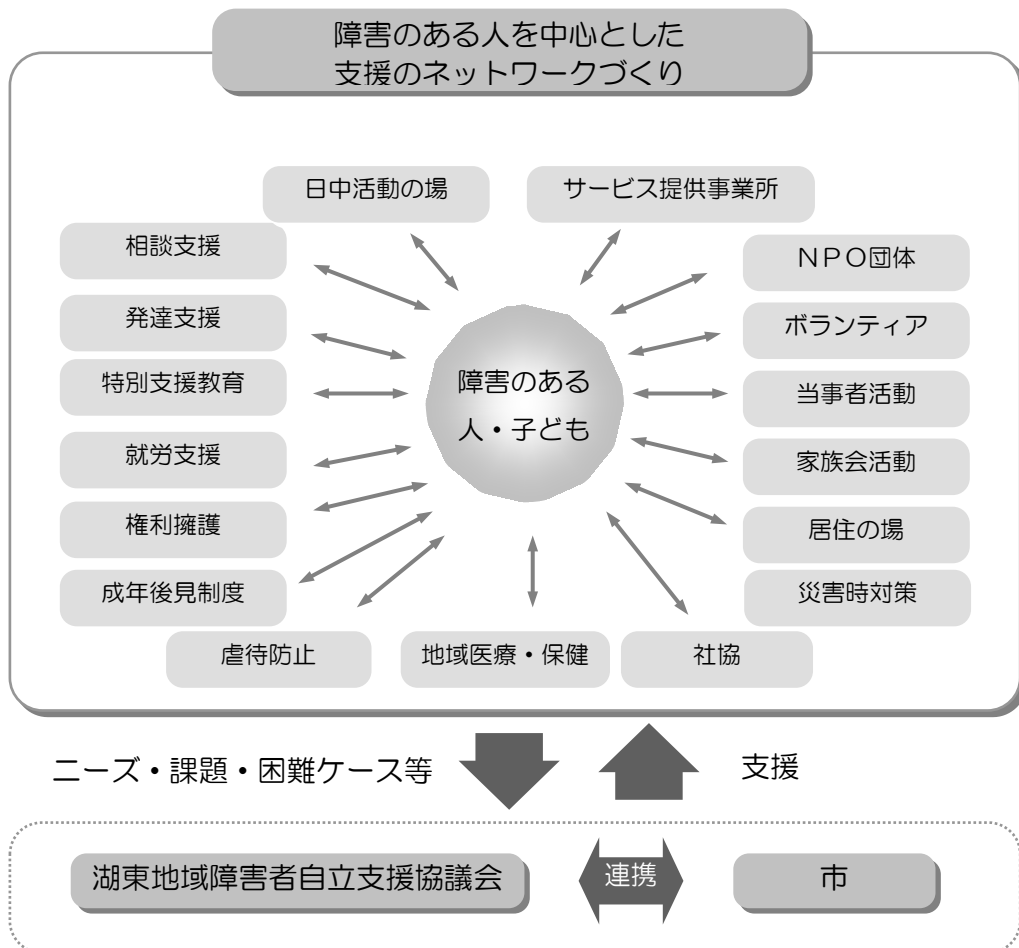 障害のある人を中心とした
支援のネットワークづくり
日中活動の場
サービス提供事業所
相談支援
発達支援
特別支援教育
就労支援
権利擁護
成年後見制度
虐待防止
地域医療・保健
社協
NPO団体
ボランティア
当事者活動
家族会活動
居住の場
災害時対策
障害のある
人・子ども
ニーズ・課題・困難ケース等
支援
湖東地域障害者自立支援協議会
連携
市